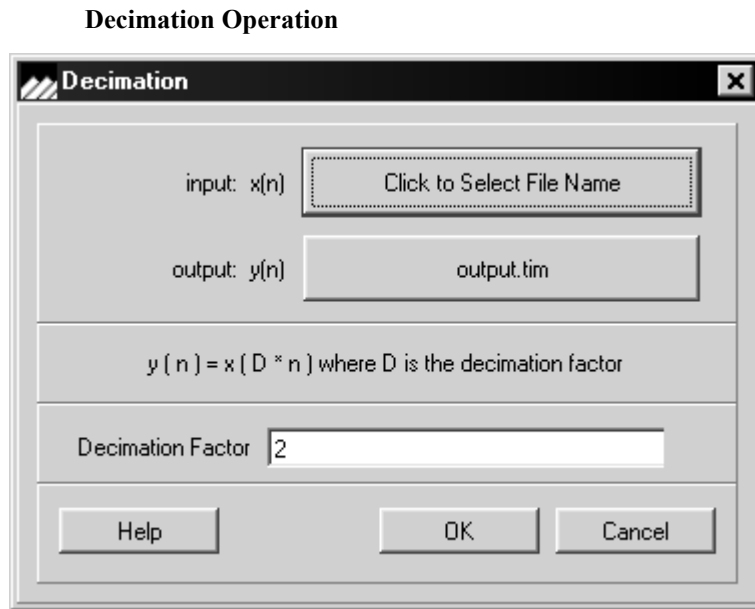 Decimation Operation
Decimation
input: x(n) Click to Select File Name
output: y(n) output.tim
y ( n ) = x ( D * n ) where D is the decimation factor
Decimation Factor 2
Help OK Cancel